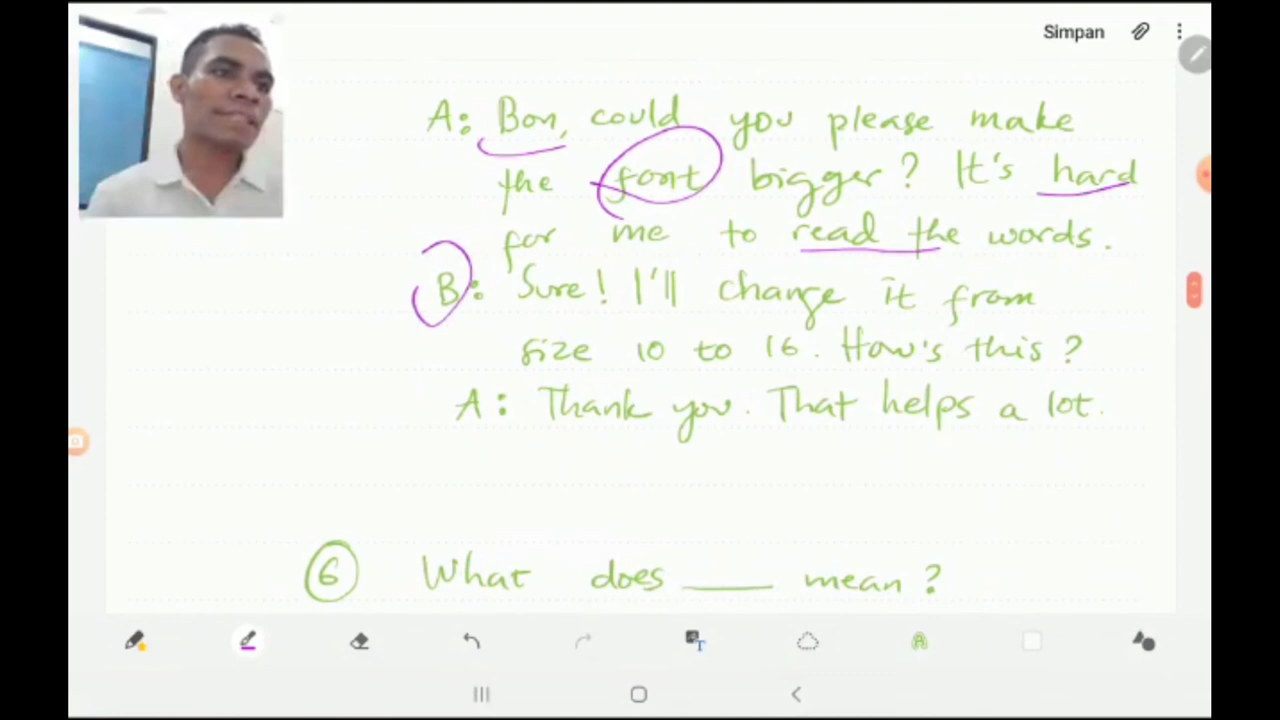 Simpan
A: Bon, could you please make
the font bigger? It's hard
for me to read the words.
B: Sure! I'll change it from
size 10 to 16. How's this?
A: Thank you. That helps a lot.
6 What does ____ mean?